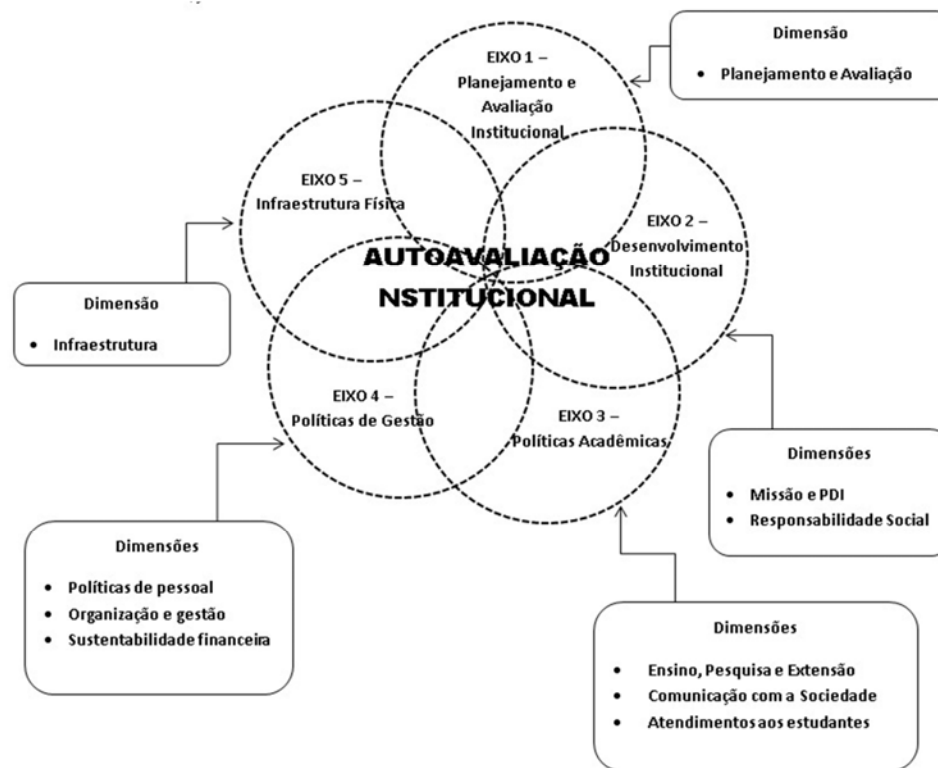 EIXO 1 –
Planejamento e
Avaliação
Institucional
Dimensão
• Planejamento e Avaliação
EIXO 5 –
Infraestrutura Física
EIXO 2 –
Desenvolvimento
Institucional
AUTOAVALIAÇÃO
NSTITUCIONAL
Dimensão
• Infraestrutura
EIXO 4 –
Políticas de Gestão
EIXO 3 –
Políticas Acadêmicas
Dimensões
• Missão e PDI
• Responsabilidade Social
Dimensões
• Políticas de pessoal
• Organização e gestão
• Sustentabilidade financeira
Dimensões
• Ensino, Pesquisa e Extensão
• Comunicação com a Sociedade
• Atendimentos aos estudantes